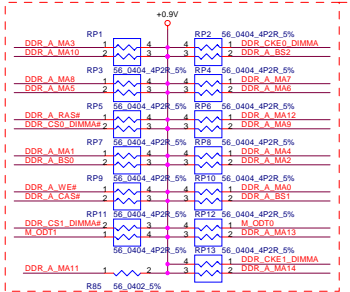 +0.9V
RP1 RP2 56_0404_4P2R_5%
DDR_A_MA3 1 4 4 1 DDR_CKE0_DIMMA
DDR_A_MA10 2 3 3 2 DDR_A_BS2
RP3 56_0404_4P2R_5% RP4 56_0404_4P2R_5%
DDR_A_MA8 1 4 4 1 DDR_A_MA7
DDR_A_MA5 2 3 3 2 DDR_A_MA6
RP5 56_0404_4P2R_5% RP6 56_0404_4P2R_5%
DDR_A_RAS# 1 4 4 1 DDR_A_MA12
DDR_CS0_DIMMA# 2 3 3 2 DDR_A_MA9
RP7 56_0404_4P2R_5% RP8 56_0404_4P2R_5%
DDR_A_MA1 1 4 4 1 DDR_A_MA4
DDR_A_BS0 2 3 3 2 DDR_A_MA2
RP9 56_0404_4P2R_5% RP10 56_0404_4P2R_5%
DDR_A_WE# 1 4 4 1 DDR_A_MA0
DDR_A_CAS# 2 3 3 2 DDR_A_BS1
RP11 56_0404_4P2R_5% RP12 56_0404_4P2R_5%
DDR_CS1_DIMMA# 2 3 4 1 M_ODT0
M_ODT1 1 4 3 2 DDR_A_MA13
56_0404_4P2R_5% RP13 56_0404_4P2R_5%
4 1 DDR_CKE1_DIMMA
DDR_A_MA11 1 2 3 2 DDR_A_MA14
R85 56_0402_5% 56_0404_4P2R_5%